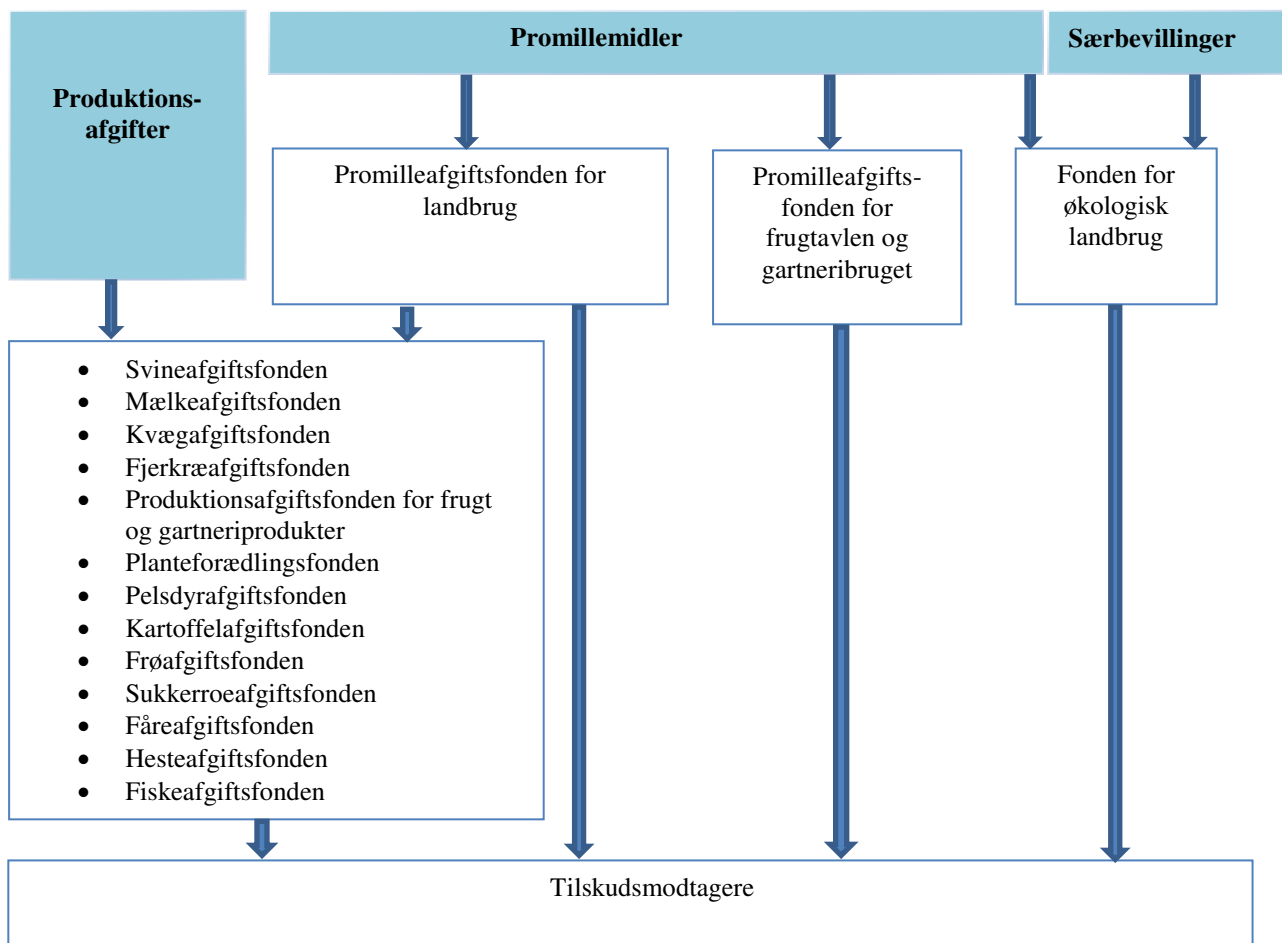 Produktions-
afgifter
Promillemidler
Særbevillinger
Promilleafgiftsfonden for
landbrug
Promilleafgifts-
fonden for
frugtavlen og
gartneribruget
Fonden for
økologisk
landbrug
• Svineafgiftsfonden
• Mælkeafgiftsfonden
• Kvægafgiftsfonden
• Fjerkræafgiftsfonden
• Produktionsafgiftsfonden for frugt
og gartneriprodukter
• Planteforædlingsfonden
• Pelsdyrafgiftsfonden
• Kartoffelafgiftsfonden
• Frøafgiftsfonden
• Sukkerroeafgiftsfonden
• Fåreafgiftsfonden
• Hesteafgiftsfonden
• Fiskeafgiftsfonden
Tilskudsmodtagere